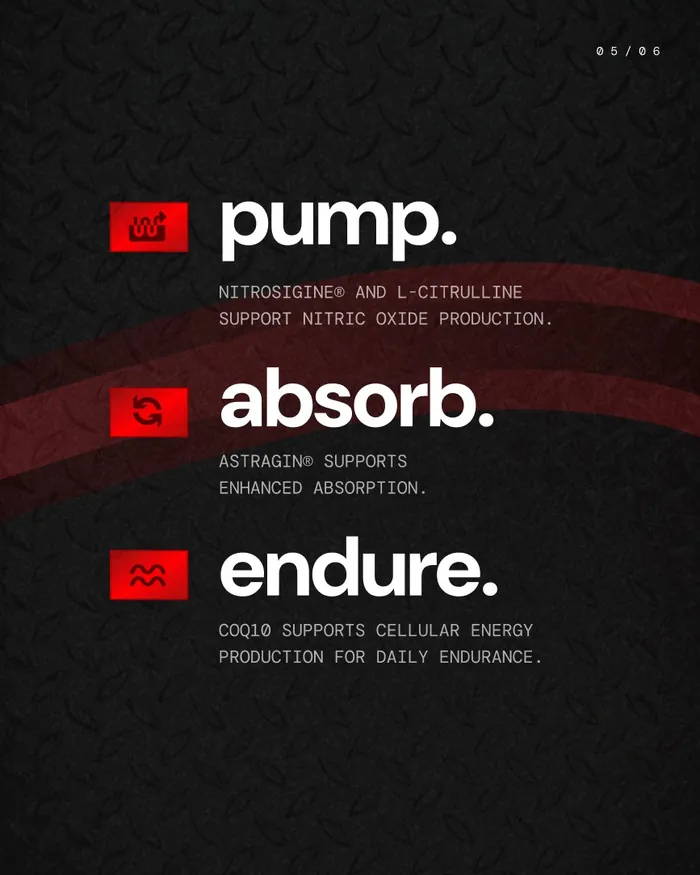 05/06
pump.
NITROSIGINE® AND L-CITRULLINE
SUPPORT NITRIC OXIDE PRODUCTION.
absorb.
ASTRAGIN® SUPPORTS
ENHANCED ABSORPTION.
endure.
COQ10 SUPPORTS CELLULAR ENERGY
PRODUCTION FOR DAILY ENDURANCE.